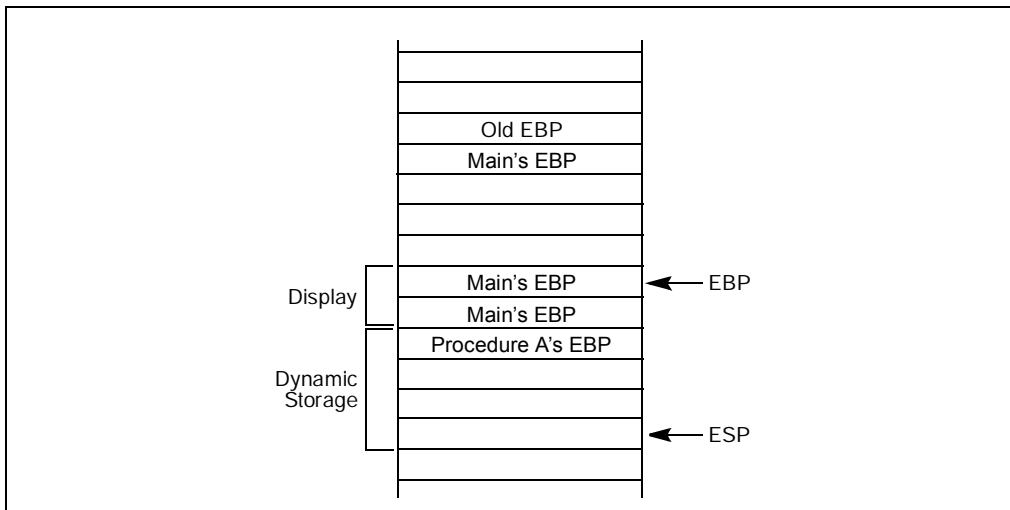 Old EBP
Main's EBP
Display
Main's EBP
EBP
Main's EBP
Procedure A's EBP
Dynamic
Storage
ESP